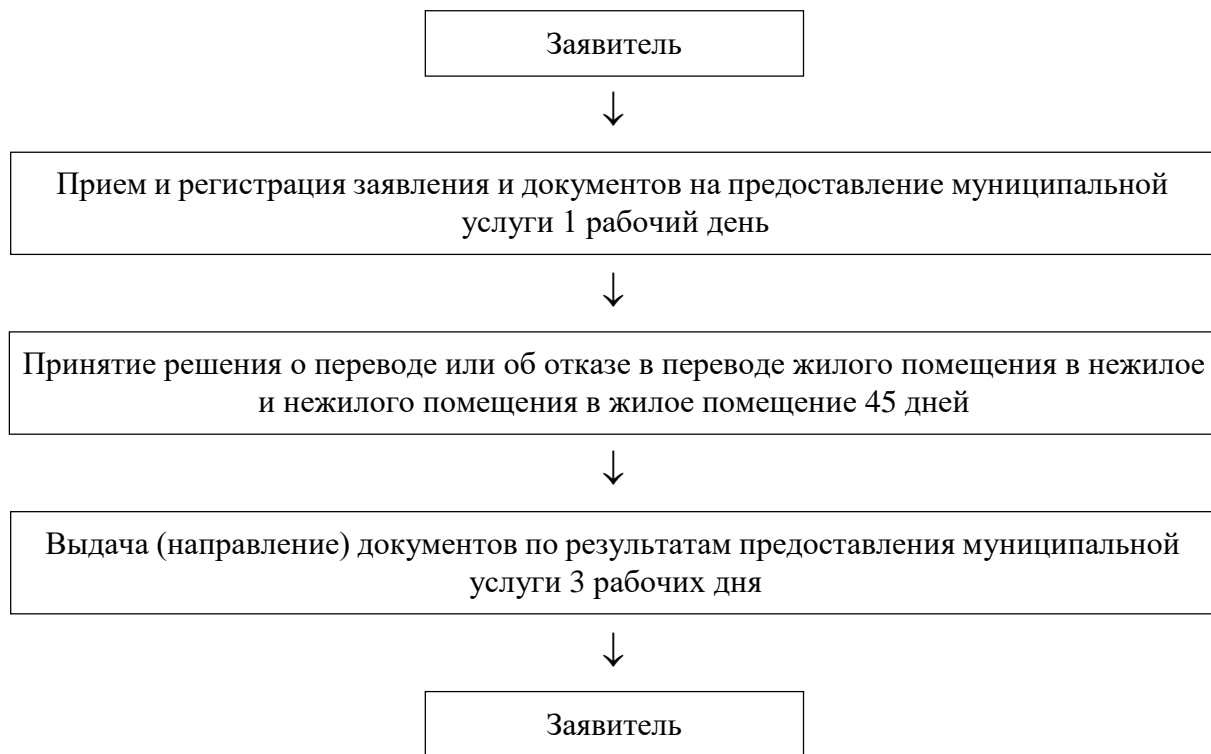 Заявитель
↓
Прием и регистрация заявления и документов на предоставление муниципальной
услуги 1 рабочий день
↓
Принятие решения о переводе или об отказе в переводе жилого помещения в нежилое
и нежилого помещения в жилое помещение 45 дней
↓
Выдача (направление) документов по результатам предоставления муниципальной
услуги 3 рабочих дня
↓
Заявитель